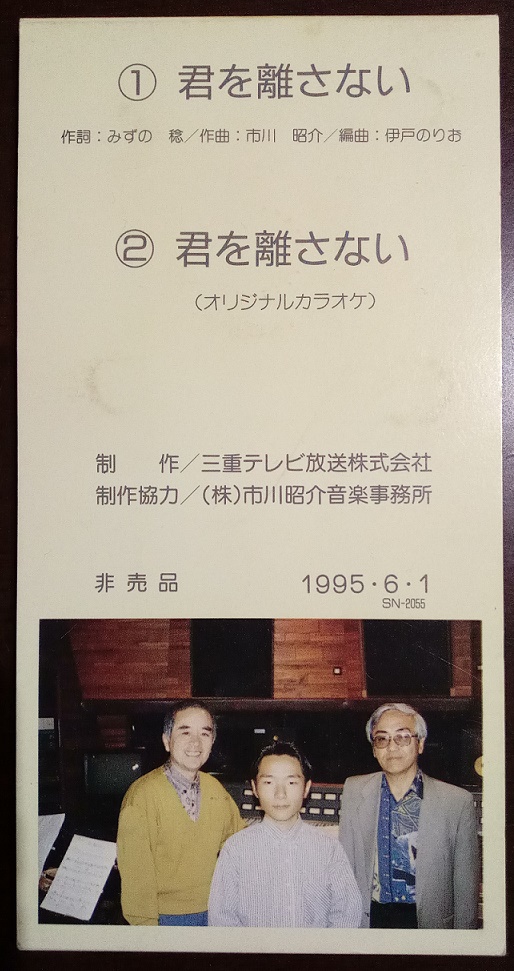 ① 君を離さない
作詞:みずの　稔／作曲:市川　昭介／編曲:伊戸のりお
② 君を離さない
（オリジナルカラオケ）
制　　作／三重テレビ放送株式会社
制作協力／(株)市川昭介音楽事務所
非 売 品　1995・6・1
SN-2055